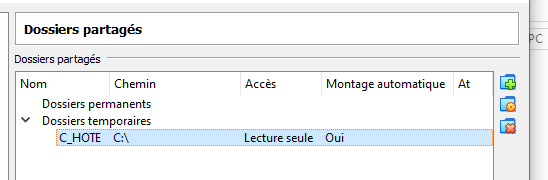 Dossiers partagés
PC
Dossiers partagés
Nom Chemin Accès Montage automatique At
Dossiers permanents
Dossiers temporaires
C_HOTE C:\ Lecture seule Oui